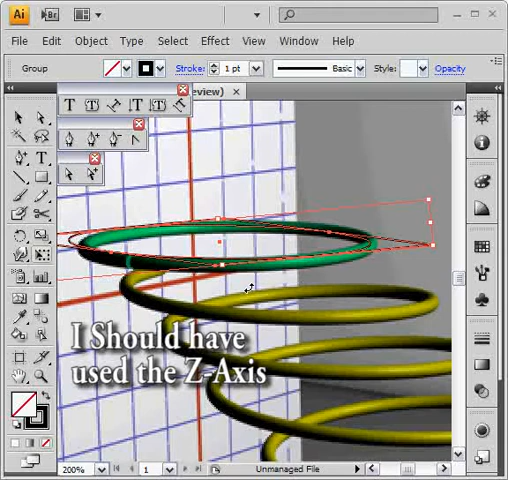 Ai
Br
File Edit Object Type Select Effect View Window Help
Group
Stroke:
1 pt
Basic
Style:
Opacity
review)
I Should have
used the Z-Axis
200%
1
Unmanaged File